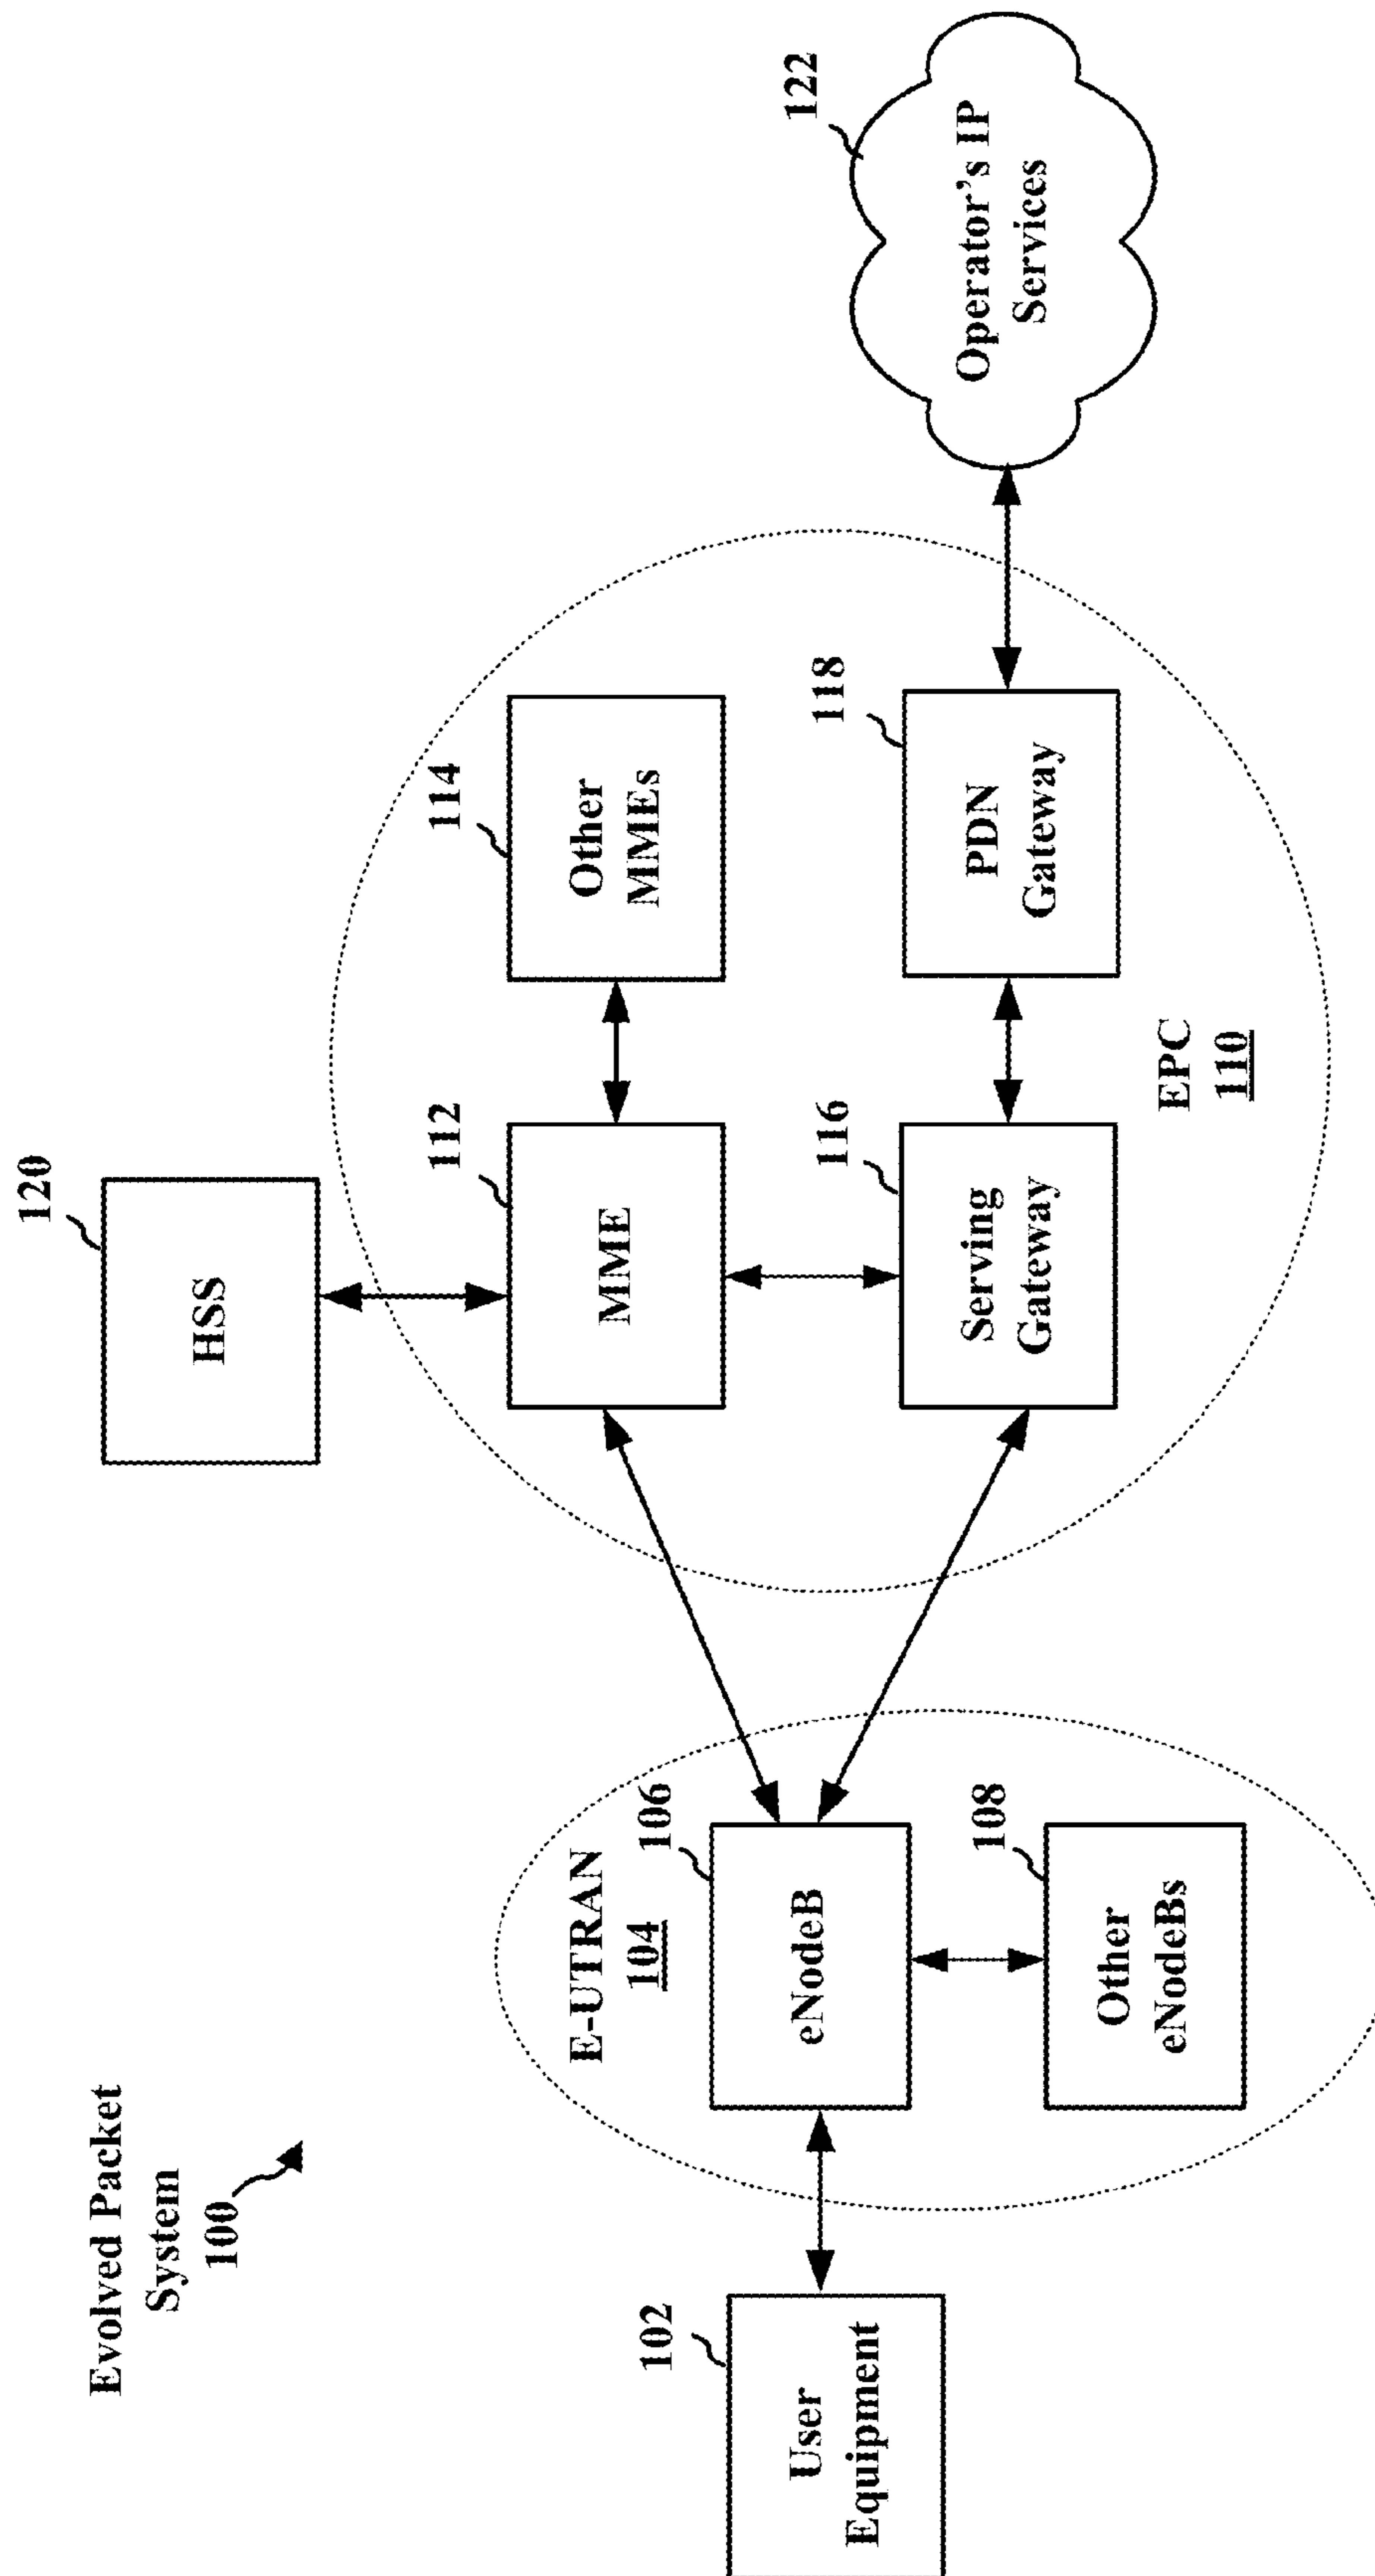 Evolved Packet
System
100
102
User
Equipment
E-UTRAN
104
106
eNodeB
108
Other
eNodeBs
120
HSS
112
MME
114
Other
MMEs
116
Serving
Gateway
118
PDN
Gateway
EPC
110
122
Operator's IP
Services